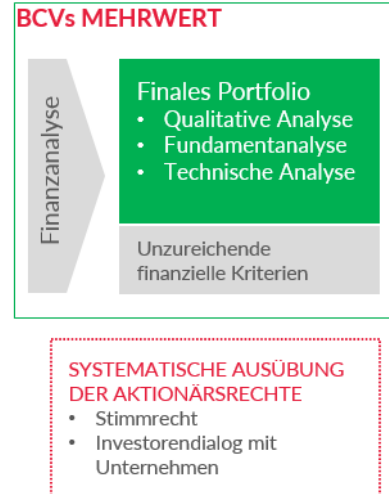 BCVs MEHRWERT
Finanzanalyse
Finales Portfolio
• Qualitative Analyse
• Fundamentanalyse
• Technische Analyse
Unzureichende
finanzielle Kriterien
SYSTEMATISCHE AUSÜBUNG
DER AKTIONÄRSRECHTE
• Stimmrecht
• Investorendialog mit
Unternehmen